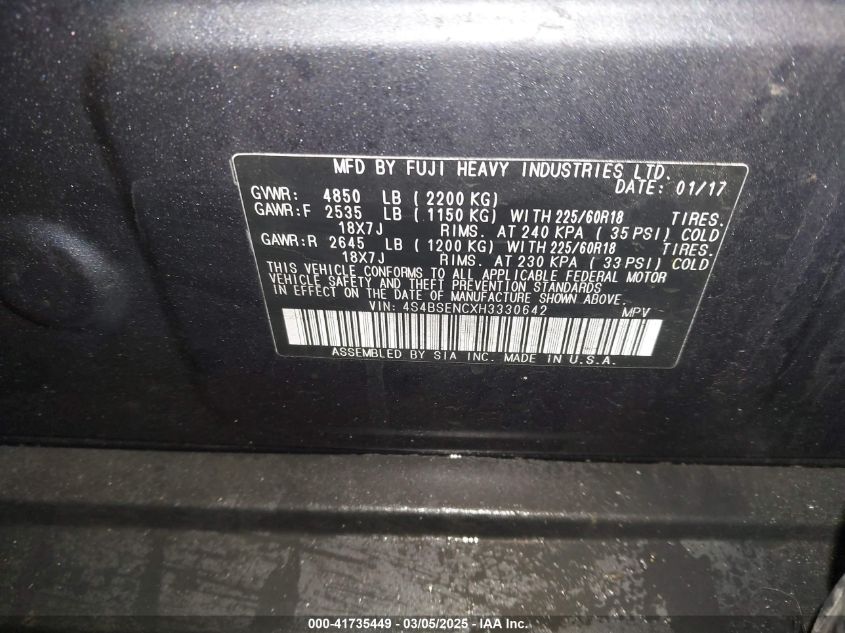 MFD BY FUJI HEAVY INDUSTRIES LTD.
DATE: 01/17
GVWR: 4850 LB ( 2200 KG)
GAWR:F 2535 LB ( 1150 KG) WITH 225/60R18 TIRES.
18X7J RIMS. AT 240 KPA ( 35 PSI) COLD
GAWR:R 2645 LB ( 1200 KG) WITH 225/60R18 TIRES.
18X7J RIMS. AT 230 KPA ( 33 PSI) COLD
THIS VEHICLE CONFORMS TO ALL APPLICABLE FEDERAL MOTOR
VEHICLE SAFETY AND THEFT PREVENTION STANDARDS
IN EFFECT ON THE DATE OF MANUFACTURE SHOWN ABOVE.
VIN: 4S4BSENCXH3330642 MPV
ASSEMBLED BY SIA INC. MADE IN U.S.A.
000-41735449 - 03/05/2025 - IAA Inc.